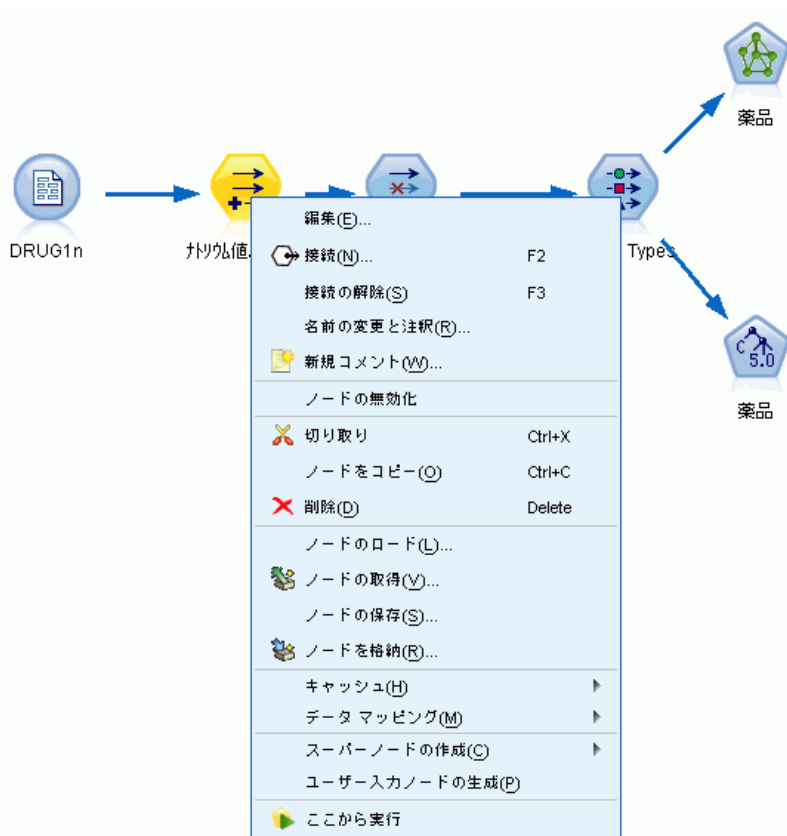 薬品
DRUG1n
ナトリウム値
Types
編集(E)...
接続(N)... F2
接続の解除(S) F3
名前の変更と注釈(R)...
新規コメント(W)...
ノードの無効化
切り取り Ctrl+X
ノードをコピー(O) Ctrl+C
削除(D) Delete
ノードのロード(L)...
ノードの取得(V)...
ノードの保存(S)...
ノードを格納(R)...
キャッシュ(H)
データ マッピング(M)
スーパーノードの作成(C)
ユーザー入力ノードの生成(P)
ここから実行
C 5.0
薬品